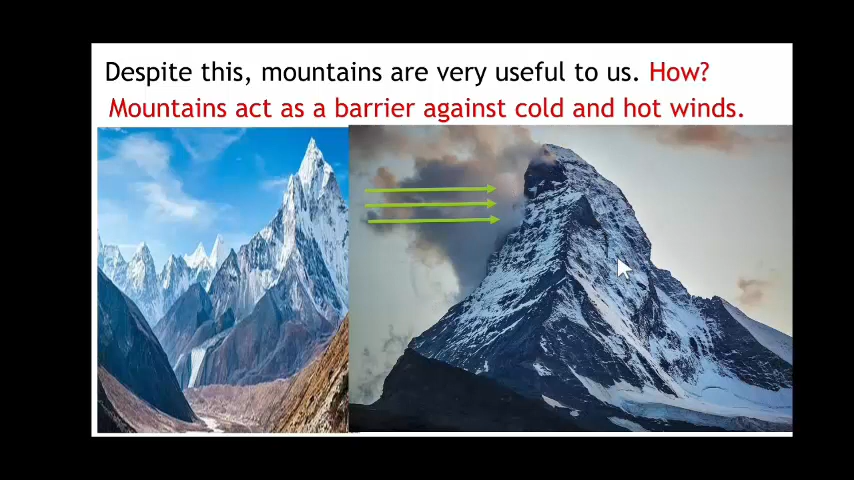 Despite this, mountains are very useful to us. How?
Mountains act as a barrier against cold and hot winds.